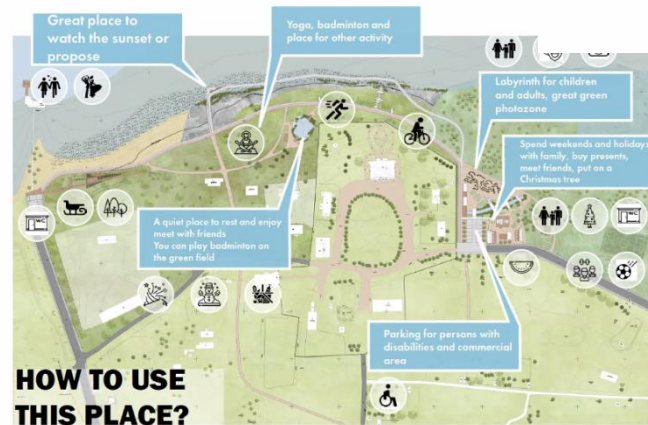 Great place to
watch the sunset or
propose
Yoga, badminton and
place for other activity
Labyrinth for children
and adults, great green
photozone
Spend weekends and holidays
with family, buy presents,
meet friends, put on a
Christmas tree
A quiet place to rest and enjoy
meet with friends
You can play badminton on
the green field
Parking for persons with
disabilities and commercial
area
HOW TO USE
THIS PLACE?